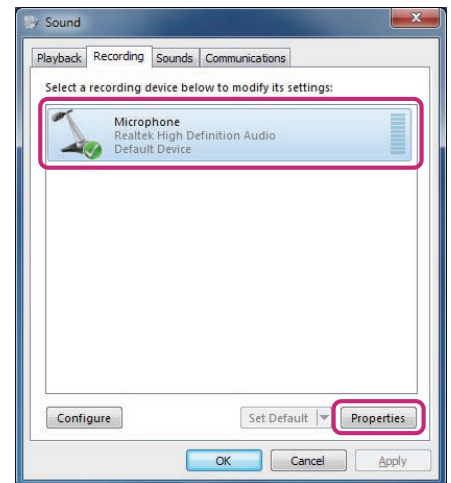 Sound
Playback Recording Sounds Communications
Select a recording device below to modify its settings:
Microphone
Realtek High Definition Audio
Default Device
Configure Set Default Properties
OK Cancel Apply